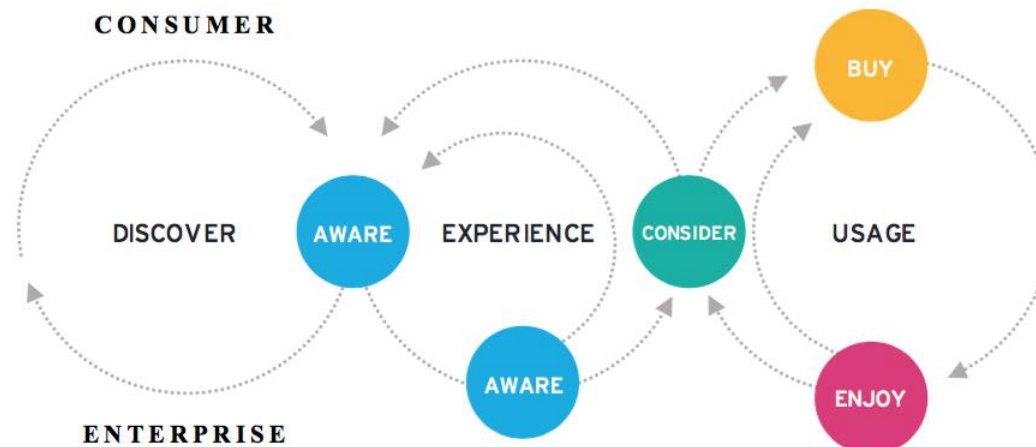 CONSUMER
BUY
DISCOVER
AWARE
EXPERIENCE
CONSIDER
USAGE
AWARE
ENJOY
ENTERPRISE